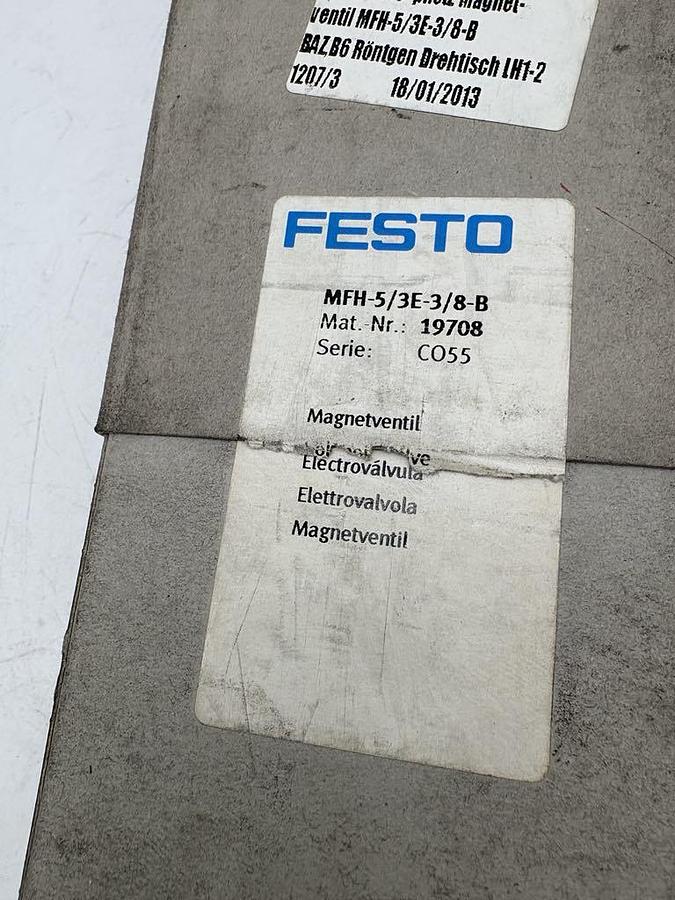 Magnet-
ventil MFH-5/3E-3/8-B
BAZ B6 Röntgen Drehtisch LH1-2
1207/3 18/01/2013
FESTO
MFH-5/3E-3/8-B
Mat.-Nr.: 19708
Serie: CO55
Magnetventil
Electroválvula
Elettrovalvola
Magnetventil